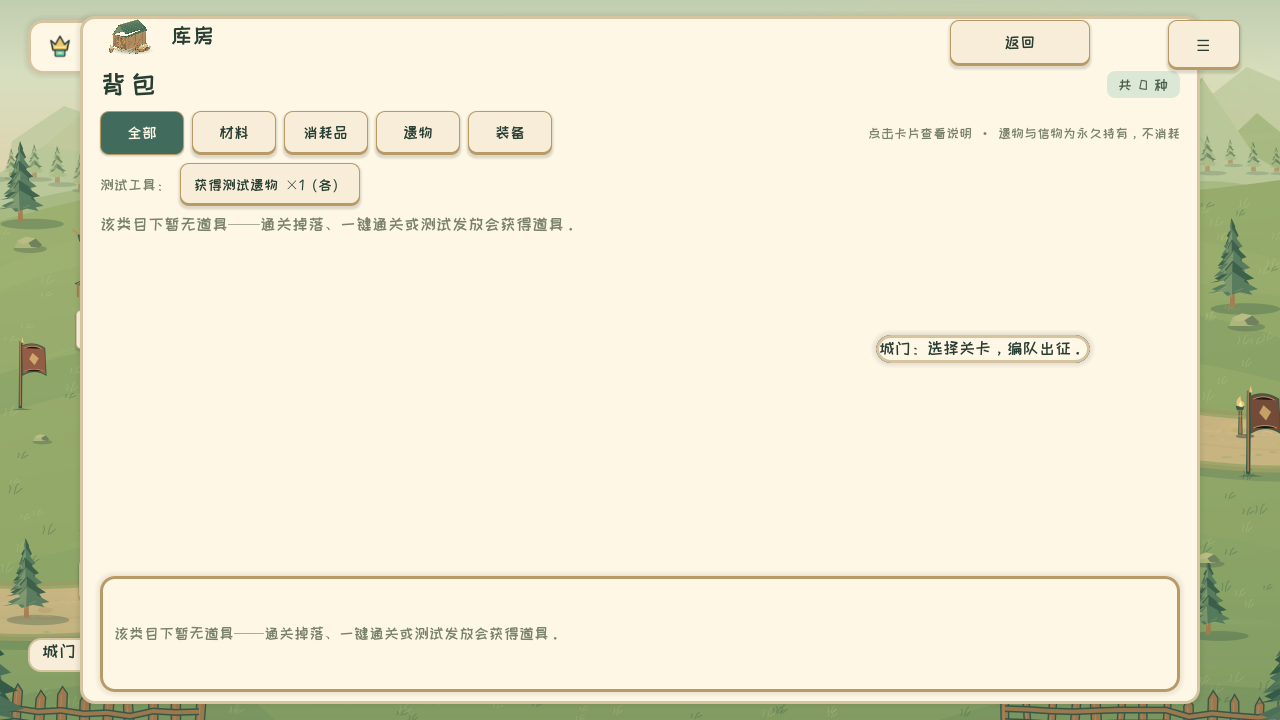 库房
返回
☰
背包
共 0 种
全部
材料
消耗品
遗物
装备
点击卡片查看说明 · 遗物与信物为永久持有，不消耗
测试工具：
获得测试遗物 ×1（各）
该类目下暂无道具——通关掉落、一键通关或测试发放会获得道具。
城门：选择关卡，编队出征。
该类目下暂无道具——通关掉落、一键通关或测试发放会获得道具。
城门